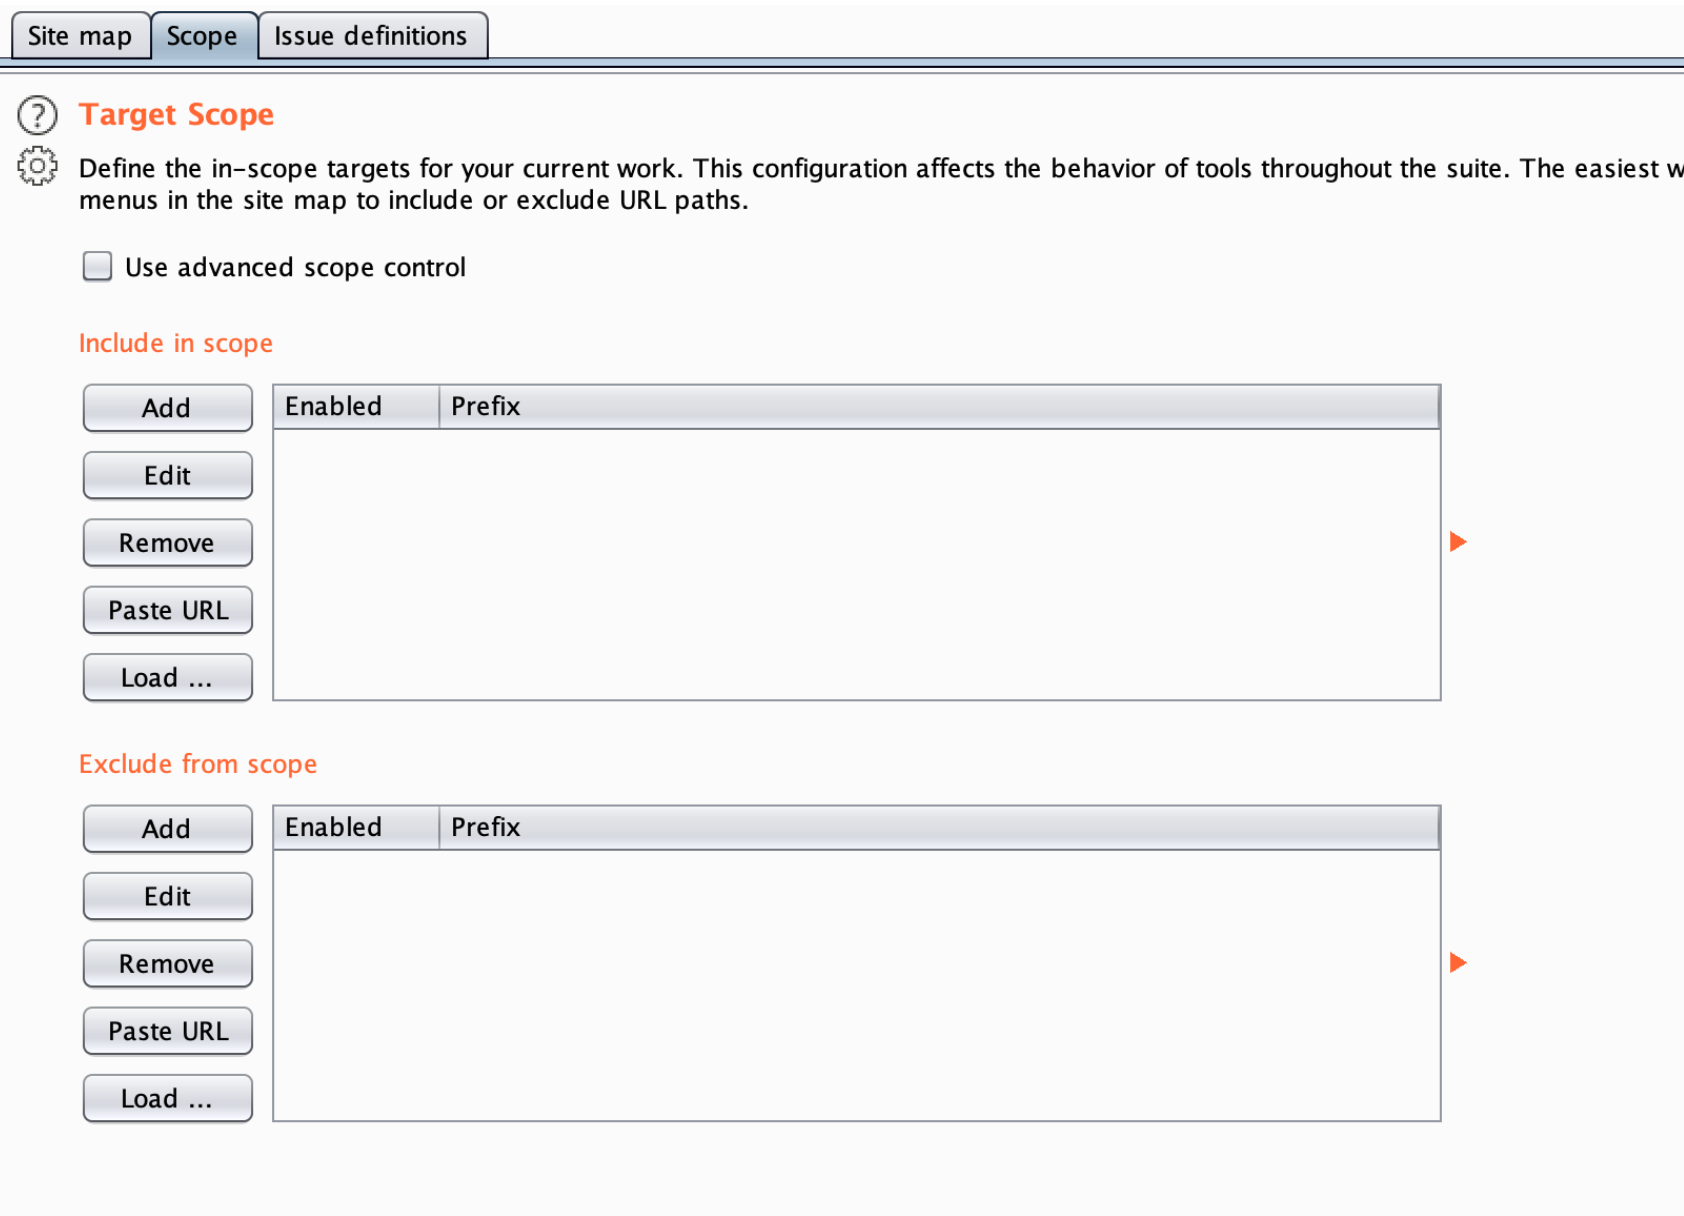 Site map Scope Issue definitions
? Target Scope
Define the in-scope targets for your current work. This configuration affects the behavior of tools throughout the suite. The easiest w
menus in the site map to include or exclude URL paths.
Use advanced scope control
Include in scope
Add Enabled Prefix
Edit
Remove
Paste URL
Load ...
Exclude from scope
Add Enabled Prefix
Edit
Remove
Paste URL
Load ...